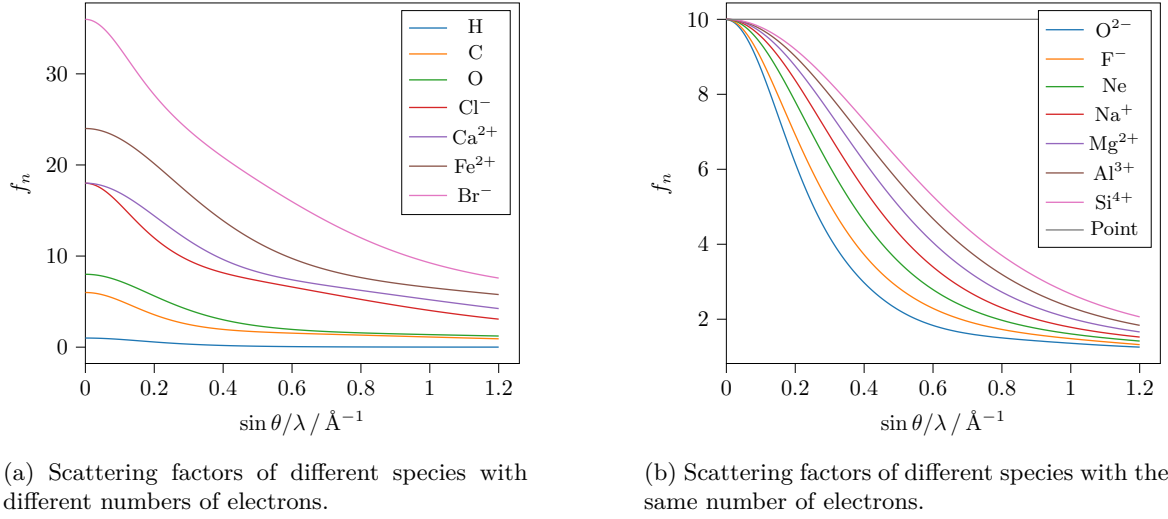 H
C
O
Cl⁻
Ca²⁺
Fe²⁺
Br⁻
30
20
10
0
fₙ
0 0.2 0.4 0.6 0.8 1 1.2
sin θ/λ / Å⁻¹
(a) Scattering factors of different species with
different numbers of electrons.
O²⁻
F⁻
Ne
Na⁺
Mg²⁺
Al³⁺
Si⁴⁺
Point
10
8
6
4
2
fₙ
0 0.2 0.4 0.6 0.8 1 1.2
sin θ/λ / Å⁻¹
(b) Scattering factors of different species with the
same number of electrons.